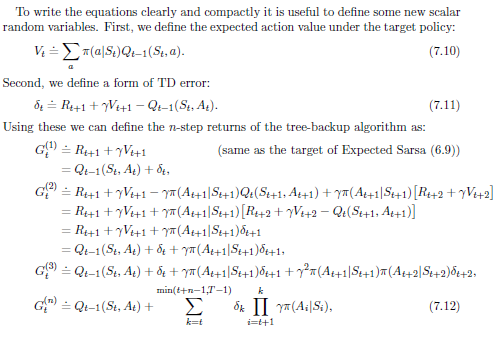 To write the equations clearly and compactly it is useful to define some new scalar
random variables. First, we define the expected action value under the target policy:
V_t ≐ ∑_a π(a|S_t)Q_{t−1}(S_t, a). (7.10)
Second, we define a form of TD error:
δ_t ≐ R_{t+1} + γV_{t+1} − Q_{t−1}(S_t, A_t). (7.11)
Using these we can define the n-step returns of the tree-backup algorithm as:
G_t^{(1)} ≐ R_{t+1} + γV_{t+1} (same as the target of Expected Sarsa (6.9))
= Q_{t−1}(S_t, A_t) + δ_t,
G_t^{(2)} ≐ R_{t+1} + γV_{t+1} − γπ(A_{t+1}|S_{t+1})Q_t(S_{t+1}, A_{t+1}) + γπ(A_{t+1}|S_{t+1})[R_{t+2} + γV_{t+2}]
= R_{t+1} + γV_{t+1} + γπ(A_{t+1}|S_{t+1})[R_{t+2} + γV_{t+2} − Q_t(S_{t+1}, A_{t+1})]
= R_{t+1} + γV_{t+1} + γπ(A_{t+1}|S_{t+1})δ_{t+1}
= Q_{t−1}(S_t, A_t) + δ_t + γπ(A_{t+1}|S_{t+1})δ_{t+1},
G_t^{(3)} ≐ Q_{t−1}(S_t, A_t) + δ_t + γπ(A_{t+1}|S_{t+1})δ_{t+1} + γ^2π(A_{t+1}|S_{t+1})π(A_{t+2}|S_{t+2})δ_{t+2},
G_t^{(n)} ≐ Q_{t−1}(S_t, A_t) + ∑_{k=t}^{min(t+n−1,T−1)} δ_k ∏_{i=t+1}^{k} γπ(A_i|S_i), (7.12)